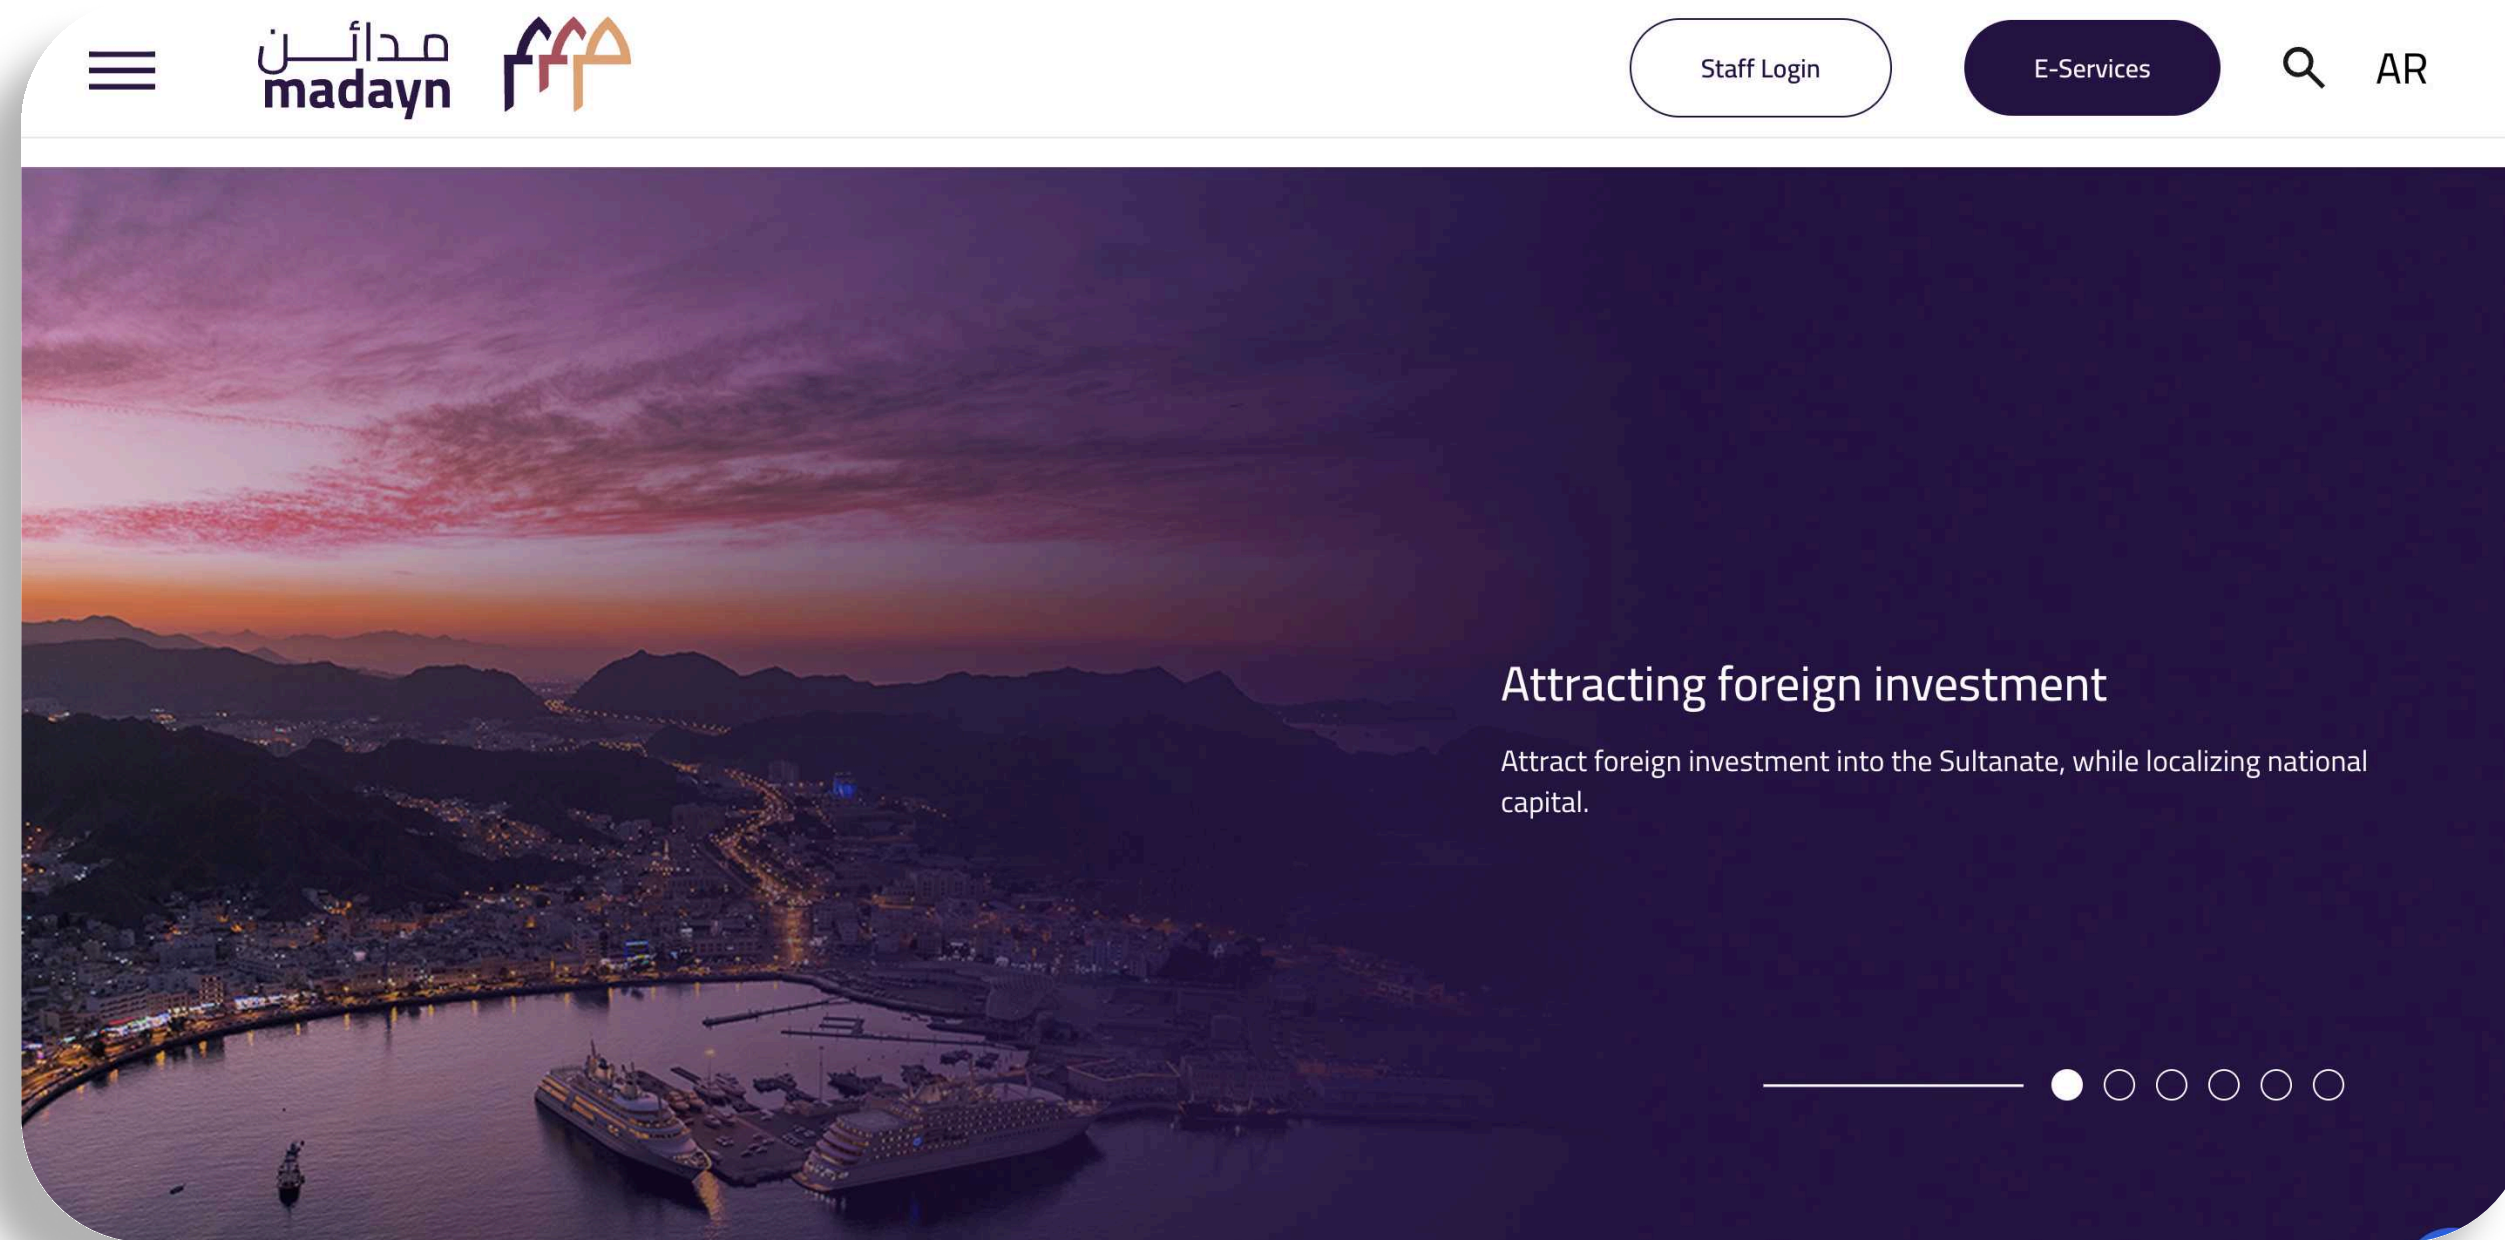 مدائن
madayn
Staff Login
E-Services
AR
Attracting foreign investment
Attract foreign investment into the Sultanate, while localizing national
capital.